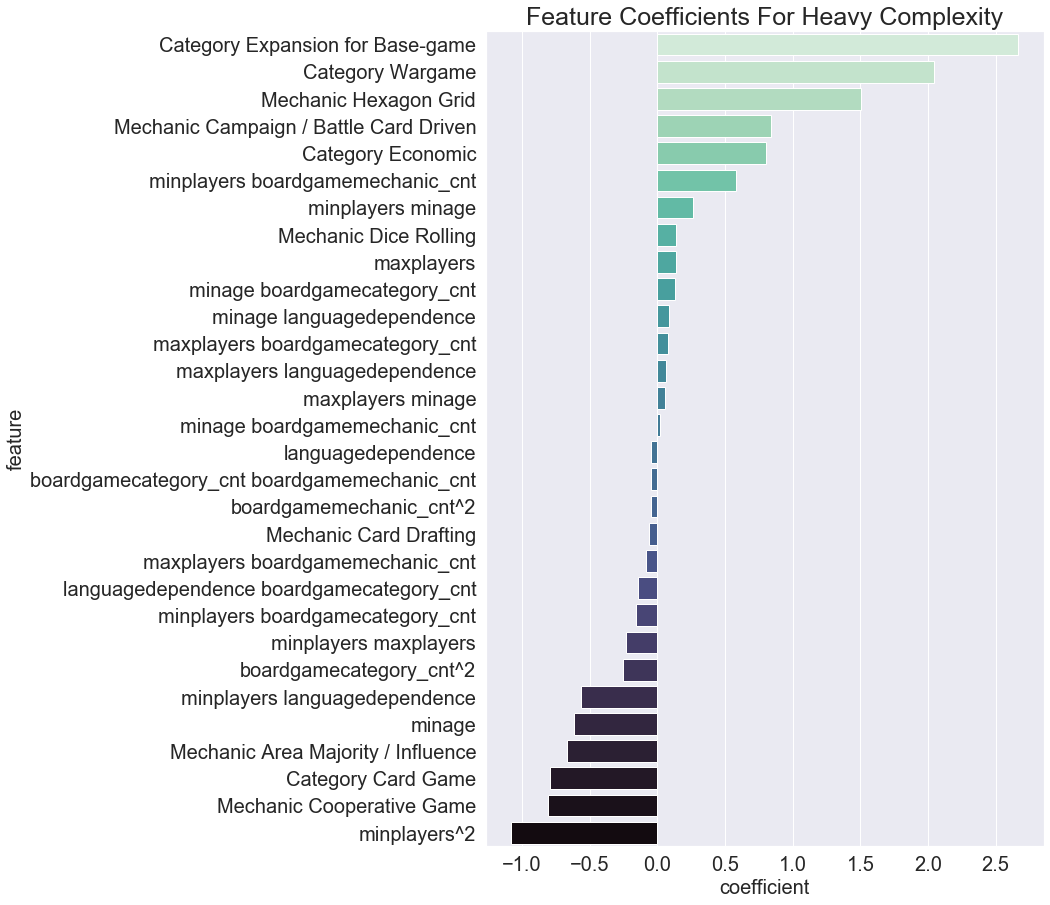 Feature Coefficients For Heavy Complexity
Category Expansion for Base-game
Category Wargame
Mechanic Hexagon Grid
Mechanic Campaign / Battle Card Driven
Category Economic
minplayers boardgamemechanic_cnt
minplayers minage
Mechanic Dice Rolling
maxplayers
minage boardgamecategory_cnt
minage languagedependence
maxplayers boardgamecategory_cnt
maxplayers languagedependence
maxplayers minage
minage boardgamemechanic_cnt
languagedependence
boardgamecategory_cnt boardgamemechanic_cnt
boardgamemechanic_cnt^2
Mechanic Card Drafting
maxplayers boardgamemechanic_cnt
languagedependence boardgamecategory_cnt
minplayers boardgamecategory_cnt
minplayers maxplayers
boardgamecategory_cnt^2
minplayers languagedependence
minage
Mechanic Area Majority / Influence
Category Card Game
Mechanic Cooperative Game
minplayers^2
feature
−1.0 −0.5 0.0 0.5 1.0 1.5 2.0 2.5
coefficient